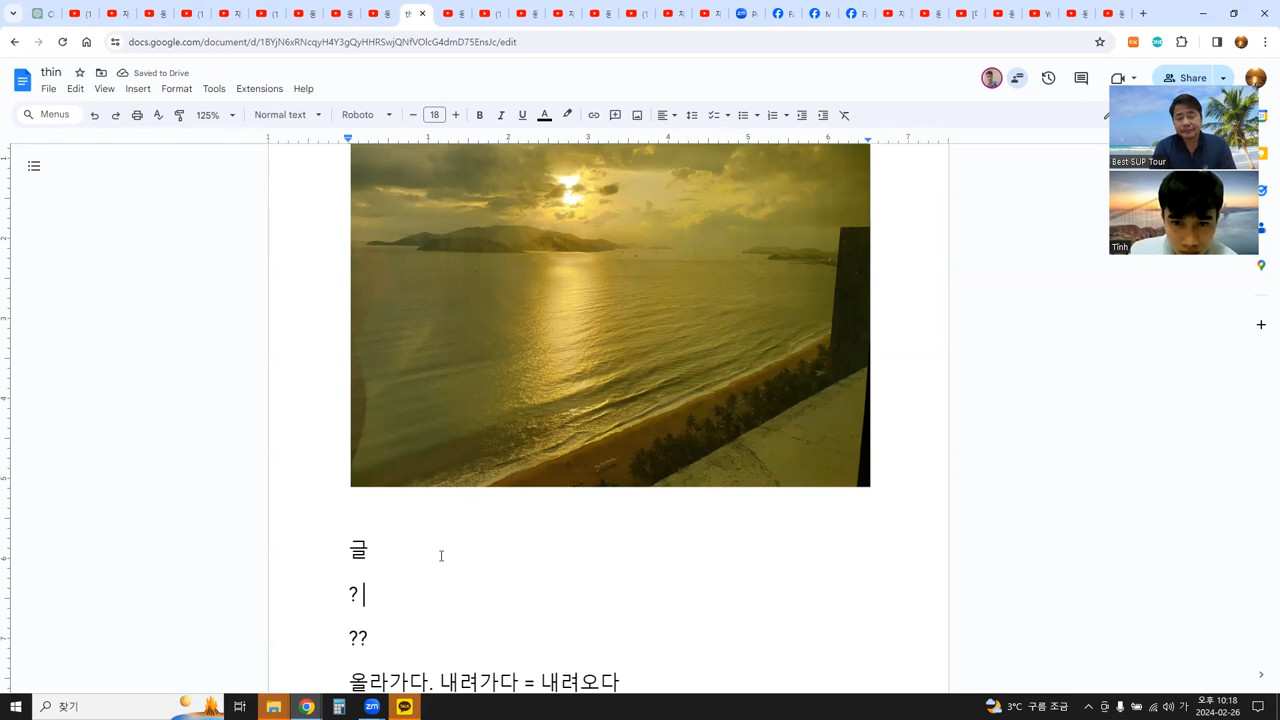 thin
Saved to Drive
docs.google.com/document/d/1BYjN6xRNcqyH4Y3gQyHHRSwjQNfVOlcG4dmD75EnsJc/edit
File Edit View Insert Format Tools Extensions Help
Share
Menus 125% Normal text Roboto 18
Best SUP Tour
Tinh
글
?
??
올라가다. 내려가다 = 내려오다
찾기
3°C 구름 조금
가
오후 10:18
2024-02-26